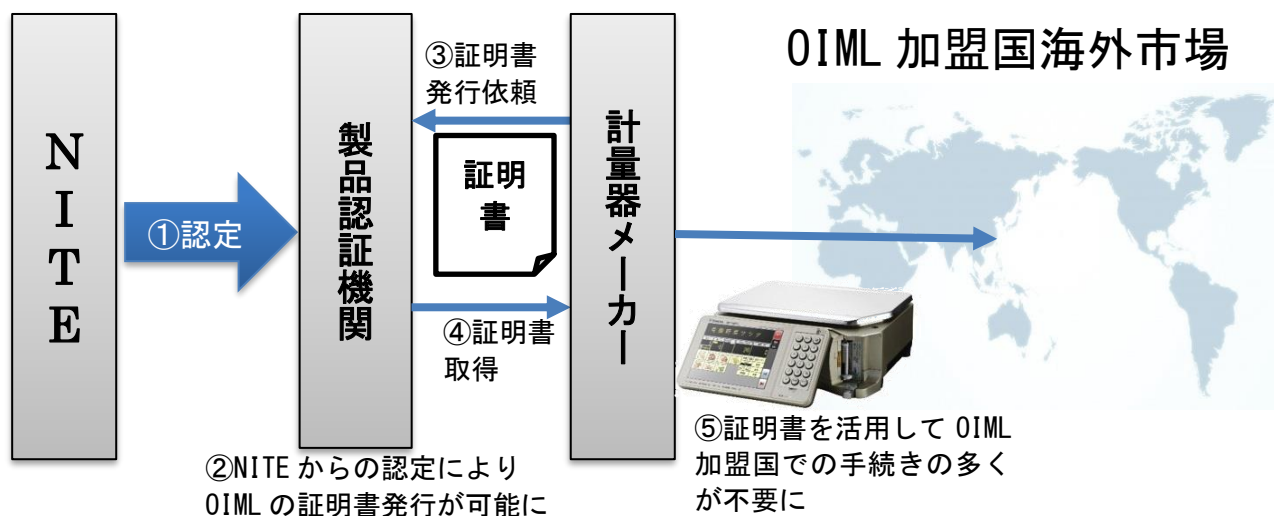 OIML 加盟国海外市場
NITE
①認定
製品認証機関
③証明書
発行依頼
証明
書
④証明書
取得
計量器メーカー
②NITE からの認定により
OIML の証明書発行が可能に
⑤証明書を活用して OIML
加盟国での手続きの多く
が不要に